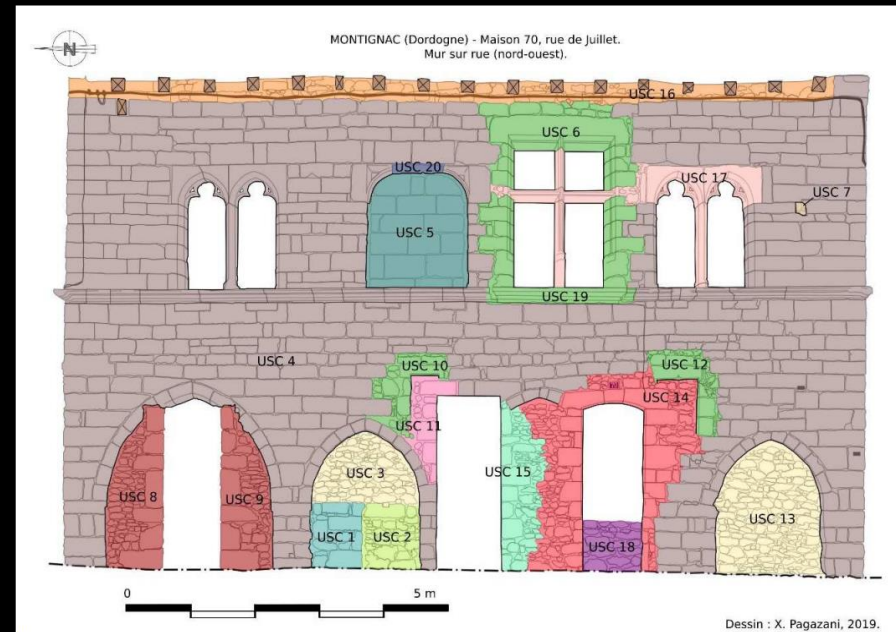 N
MONTIGNAC (Dordogne) - Maison 70, rue de Juillet.
Mur sur rue (nord-ouest).
USC 16
USC 6
USC 20
USC 17
USC 7
USC 5
USC 19
USC 4
USC 10
USC 12
USC 14
USC 11
USC 3
USC 15
USC 8
USC 9
USC 13
USC 1
USC 2
USC 18
0
5 m
Dessin : X. Pagazani, 2019.